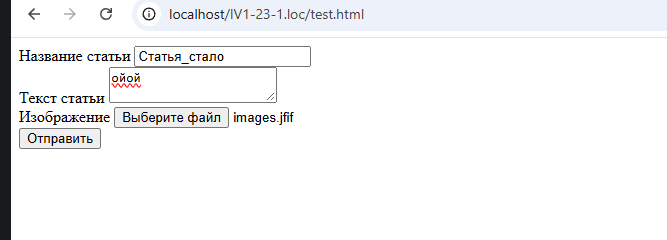 localhost/IV1-23-1.loc/test.html
Название статьи Статья_стало
ойой
Текст статьи
Изображение Выберите файл images.jfif
Отправить